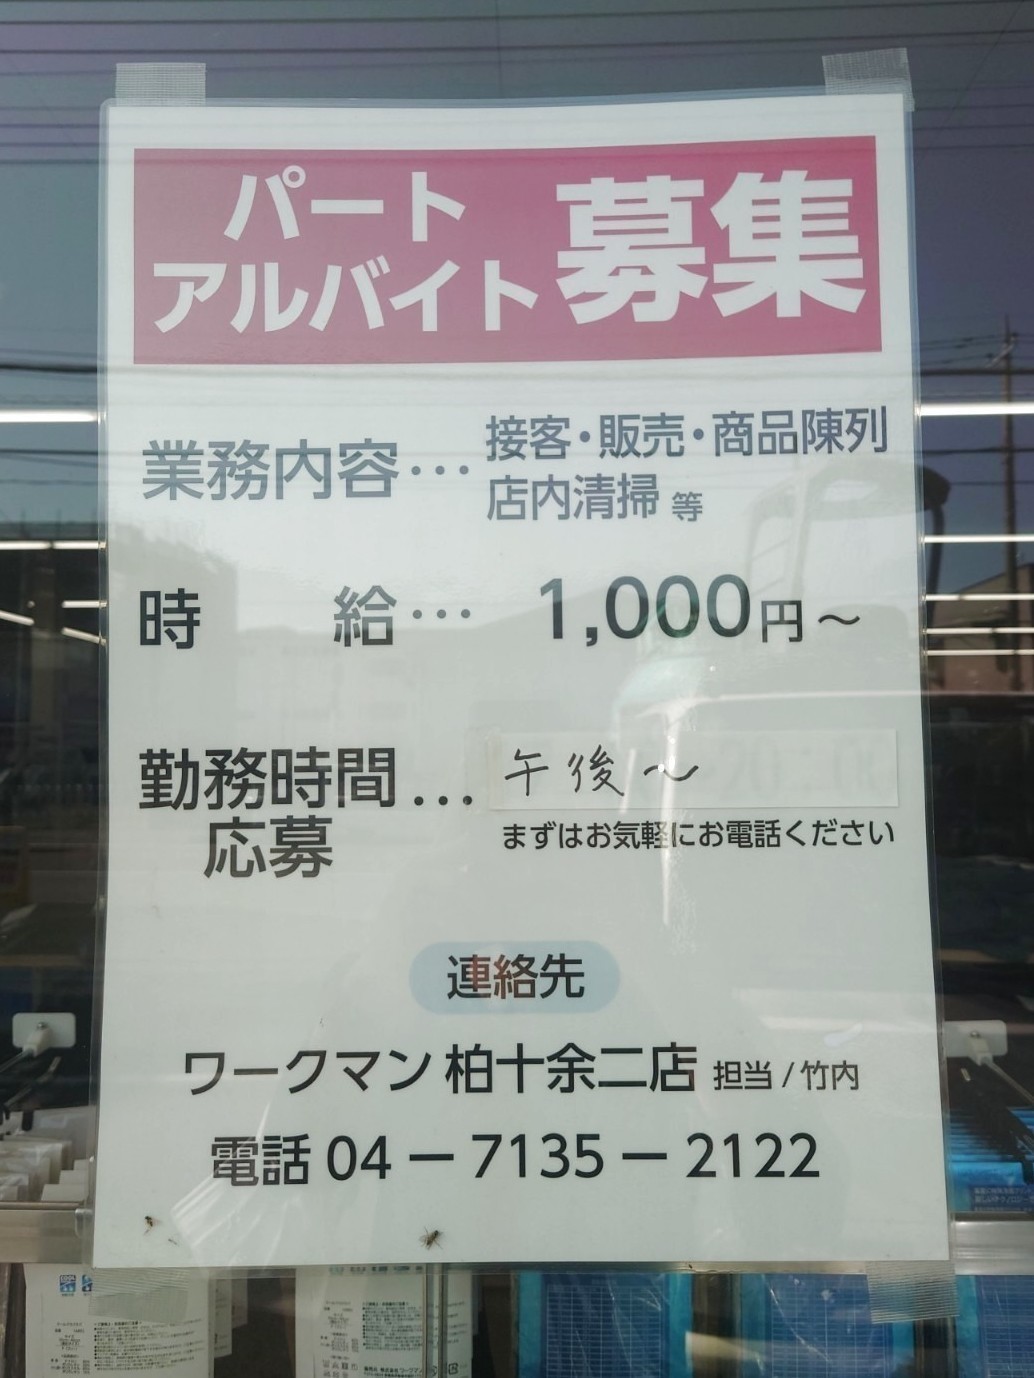 パート
アルバイト
募集
業務内容… 接客・販売・商品陳列
店内清掃 等
時 給… 1,000円～
勤務時間… 午後～
応募 まずはお気軽にお電話ください
連絡先
ワークマン 柏十余二店 担当 / 竹内
電話 04 － 7135 － 2122